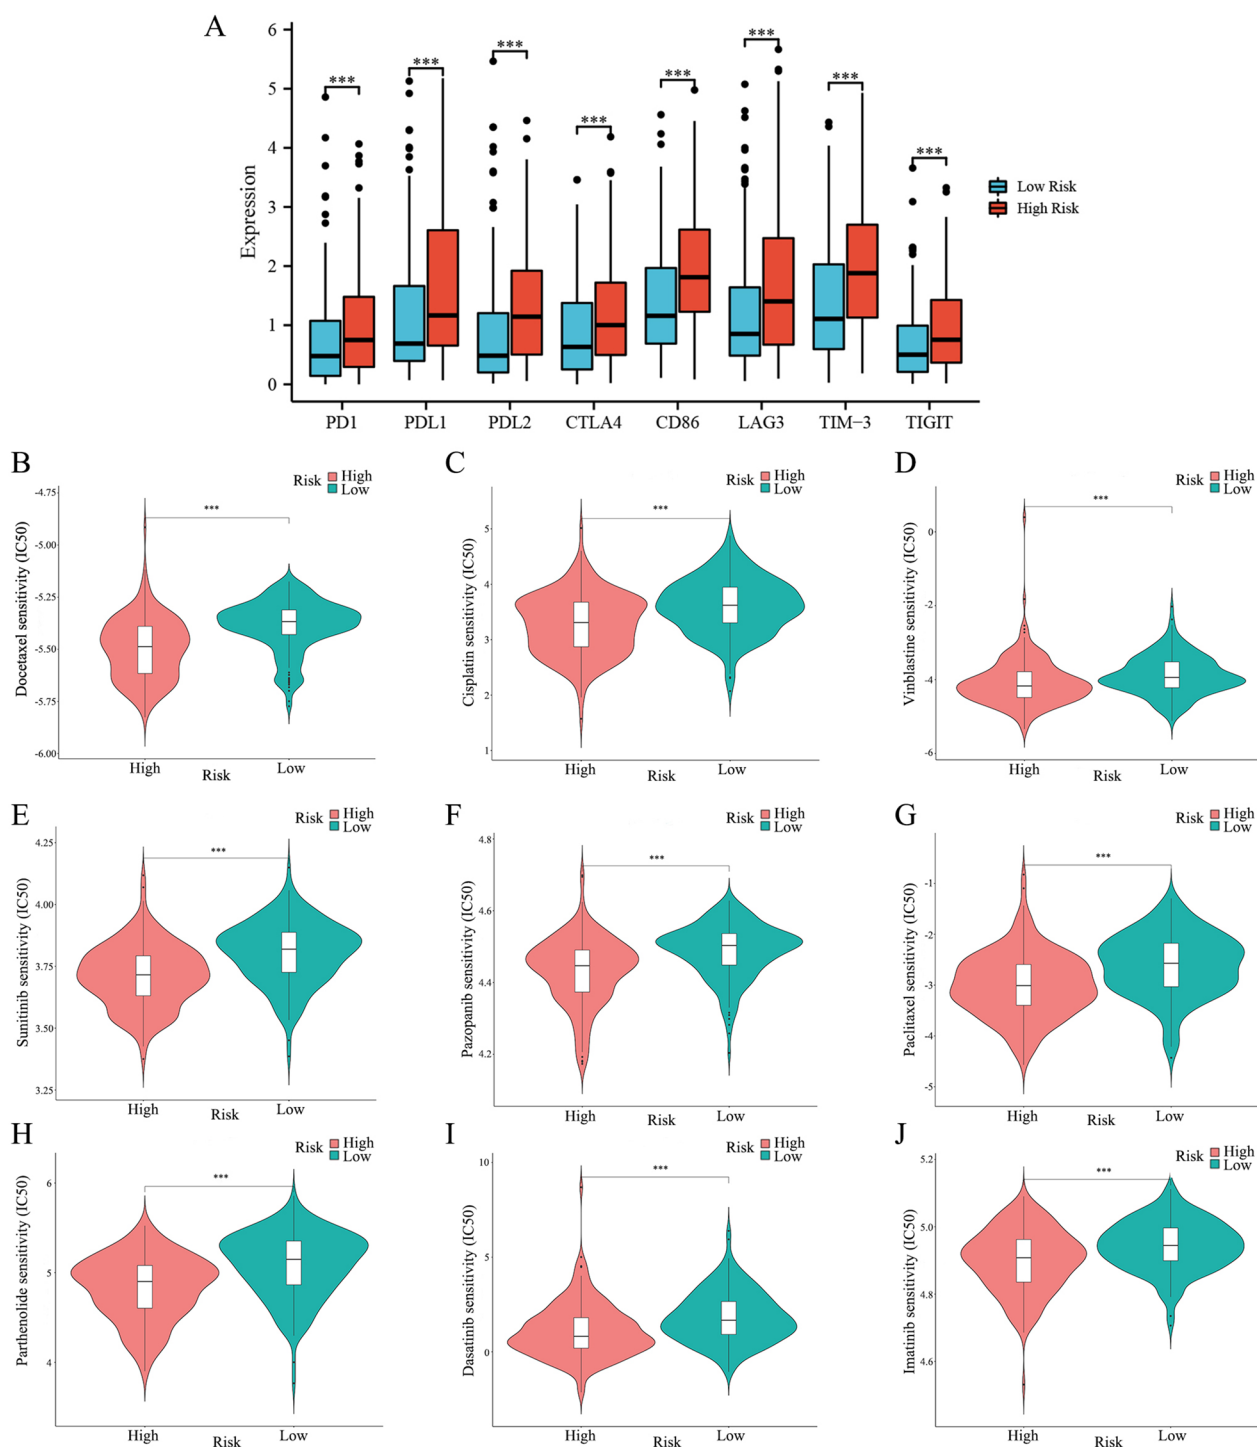 A
6
5
4
3
2
1
0
Expression
***
***
***
***
***
***
***
***
Low Risk
High Risk
PD1 PDL1 PDL2 CTLA4 CD86 LAG3 TIM−3 TIGIT
B
Risk High
Low
-4.75
-5.00
-5.25
-5.50
-5.75
-6.00
Docetaxel sensitivity (IC50)
***
High Low
Risk
C
Risk High
Low
5
4
3
2
1
Cisplatin sensitivity (IC50)
***
High Low
Risk
D
Risk High
Low
0
-2
-4
-6
Vinblastine sensitivity (IC50)
***
High Low
Risk
E
Risk High
Low
4.25
4.00
3.75
3.50
3.25
Sunitinib sensitivity (IC50)
***
High Low
Risk
F
Risk High
Low
4.8
4.6
4.4
4.2
Pazopanib sensitivity (IC50)
***
High Low
Risk
G
Risk High
Low
-1
-2
-3
-4
-5
Paclitaxel sensitivity (IC50)
***
High Low
Risk
H
Risk High
Low
6
5
4
Parthenolide sensitivity (IC50)
***
High Low
Risk
I
Risk High
Low
10
5
0
Dasatinib sensitivity (IC50)
***
High Low
Risk
J
Risk High
Low
5.2
5.0
4.8
4.6
Imatinib sensitivity (IC50)
***
High Low
Risk